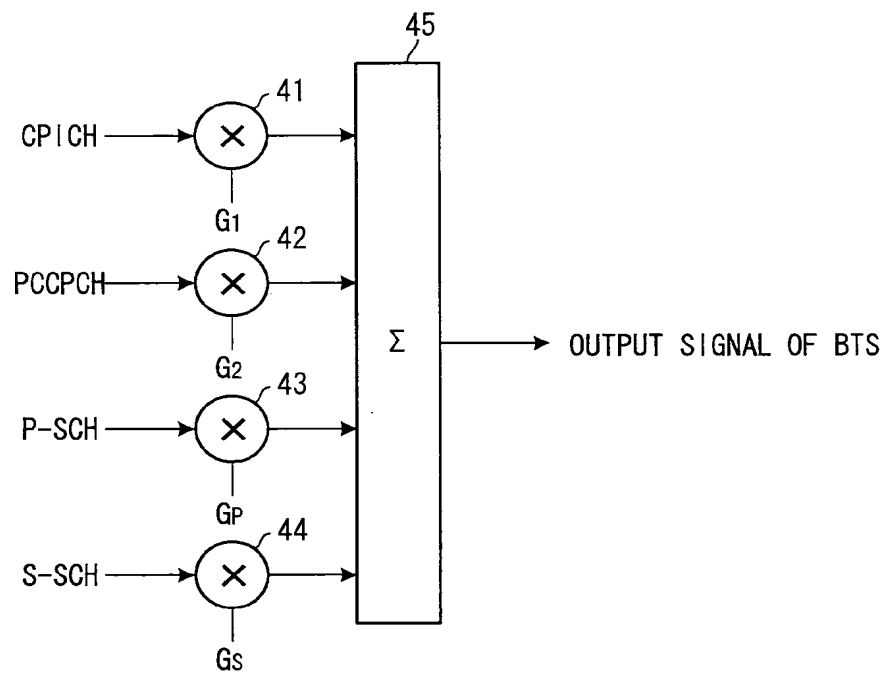 45
41
CPICH
×
G1
42
PCCPCH
×
G2
Σ
OUTPUT SIGNAL OF BTS
43
P-SCH
×
GP
44
S-SCH
×
GS